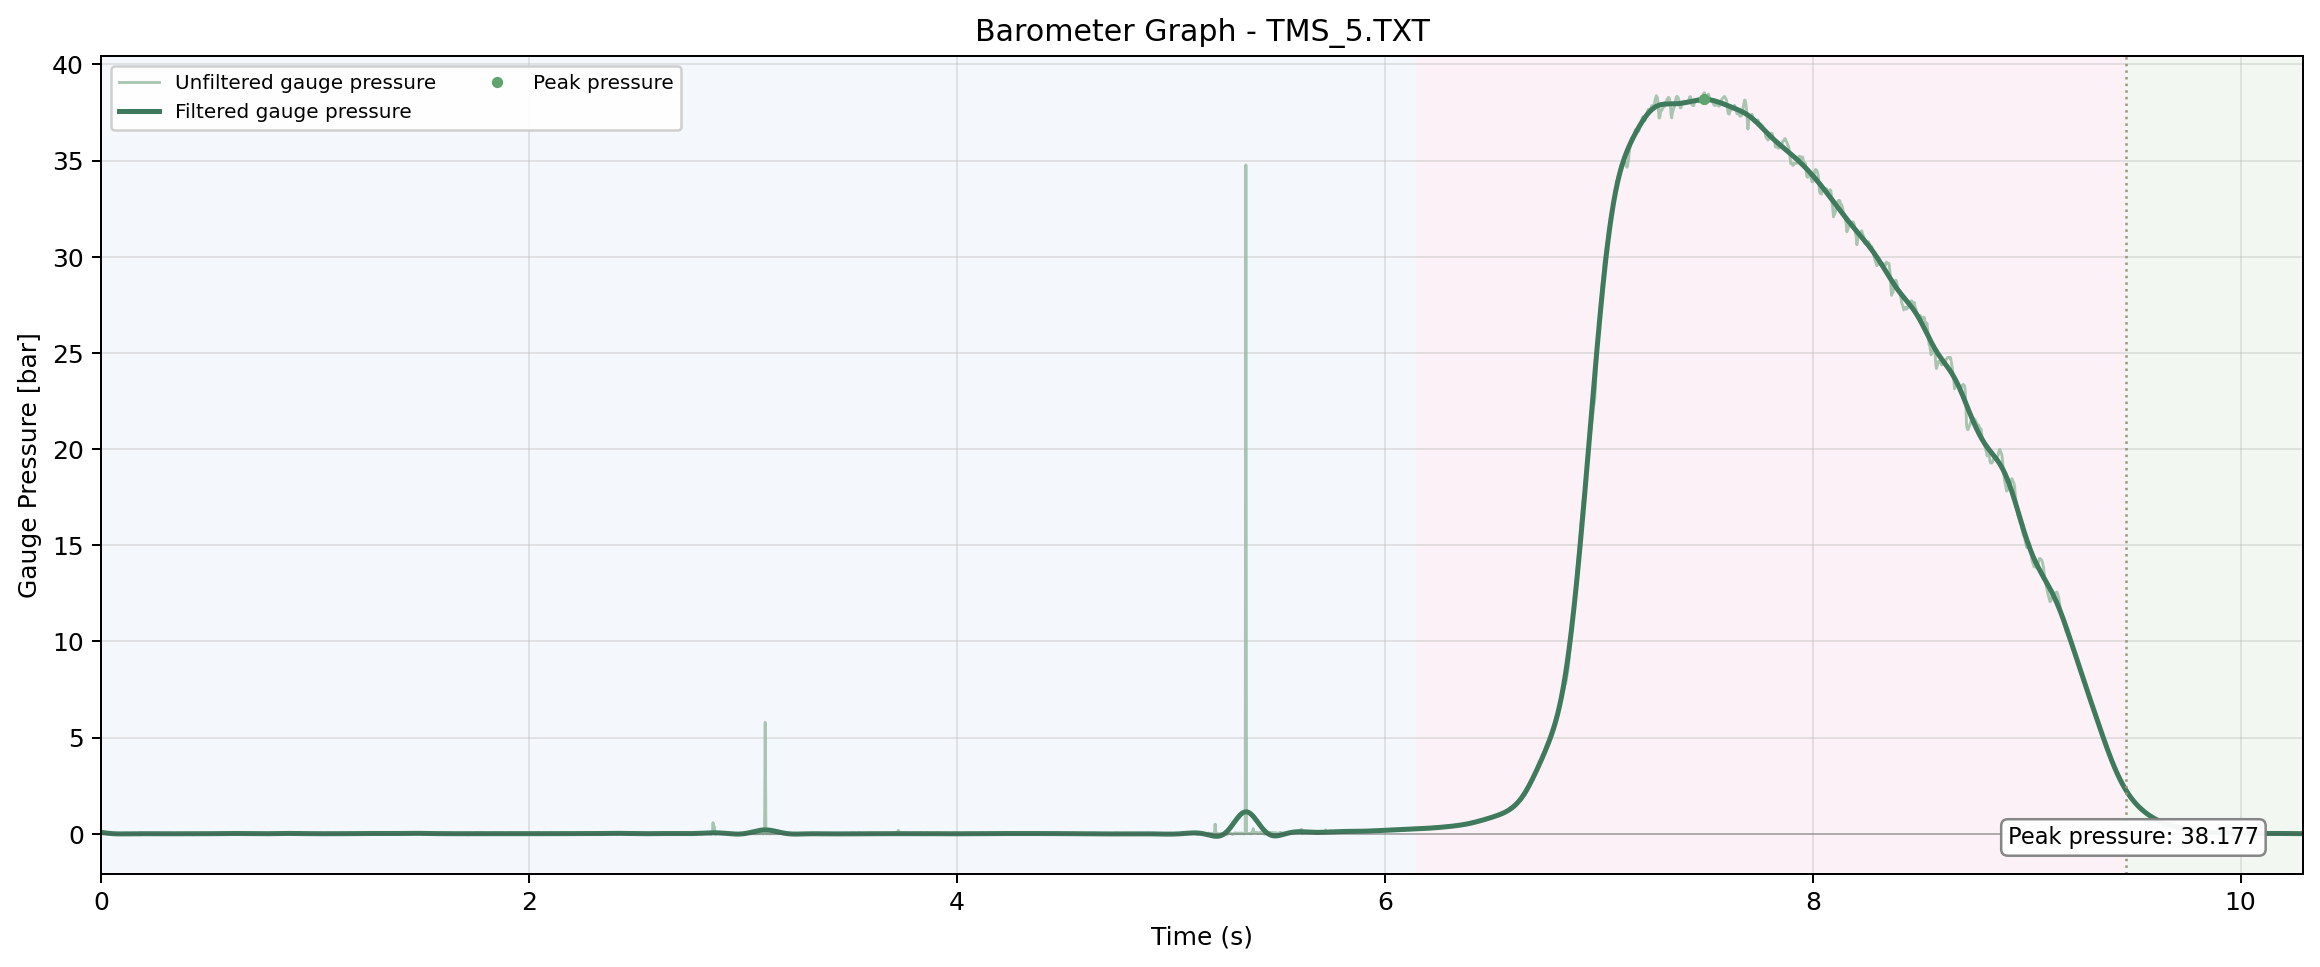 Barometer Graph - TMS_5.TXT
Unfiltered gauge pressure
Filtered gauge pressure
Peak pressure
Gauge Pressure [bar]
40
35
30
25
20
15
10
5
0
Peak pressure: 38.177
0 2 4 6 8 10
Time (s)